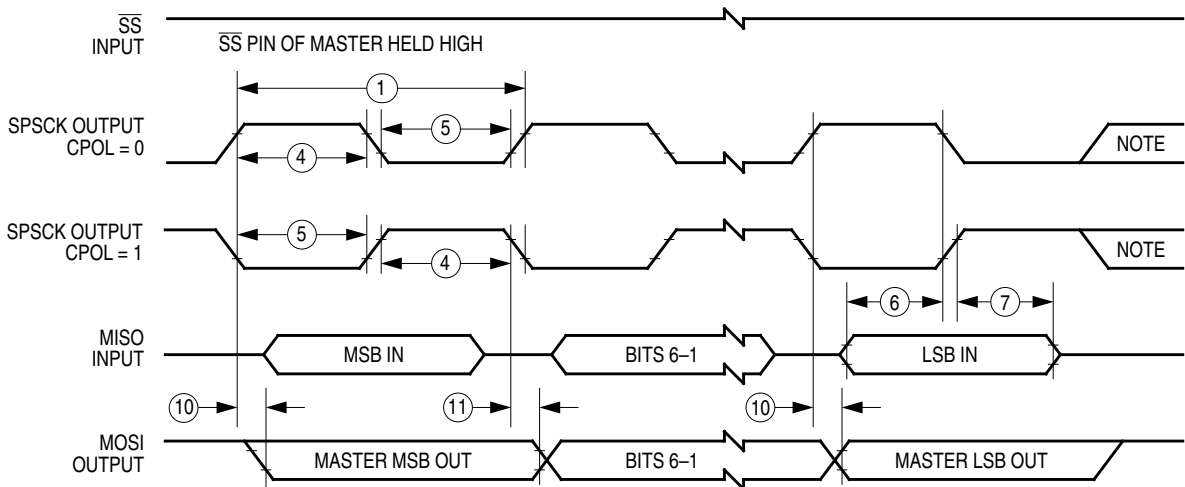 SS
INPUT
SS PIN OF MASTER HELD HIGH
1
SPSCK OUTPUT
CPOL = 0
5
4
NOTE
SPSCK OUTPUT
CPOL = 1
5
4
NOTE
6
7
MISO
INPUT
MSB IN
BITS 6–1
LSB IN
10
11
10
MOSI
OUTPUT
MASTER MSB OUT
BITS 6–1
MASTER LSB OUT